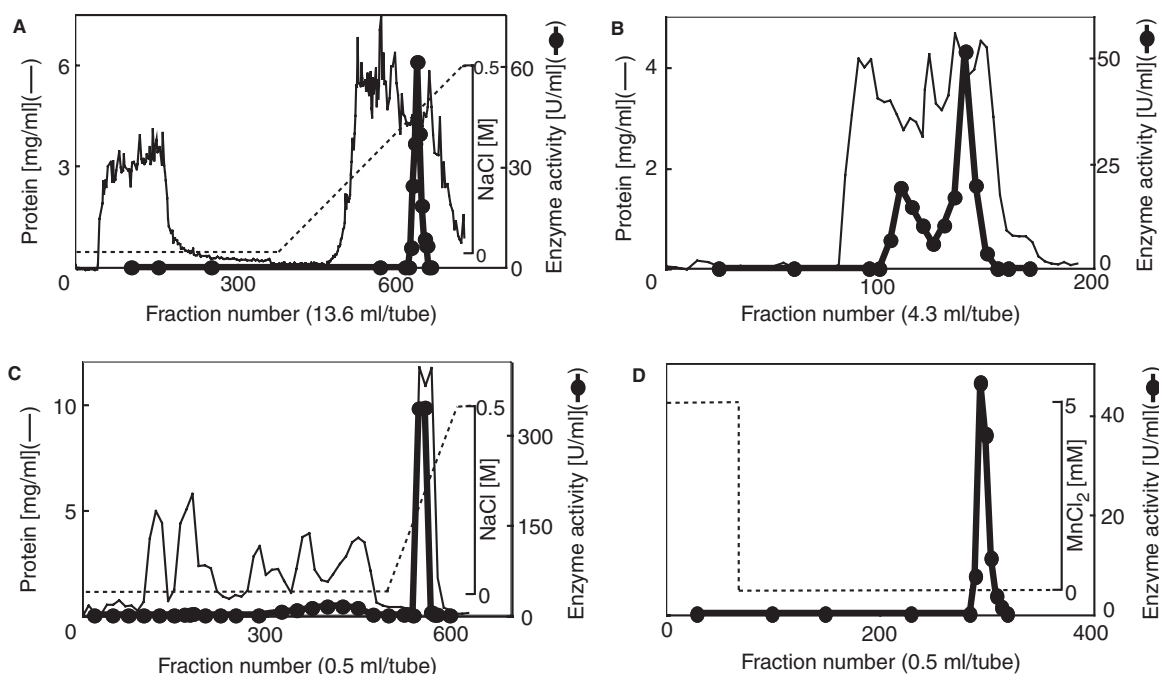 A
Protein [mg/ml](—)
6
3
0
0
300
600
0.5
0
NaCl [M]
60
30
0
Enzyme activity [U/ml](●)
Fraction number (13.6 ml/tube)
B
Protein [mg/ml](—)
4
2
0
0
100
200
50
25
0
Enzyme activity [U/ml](●)
Fraction number (4.3 ml/tube)
C
Protein [mg/ml](—)
10
5
0
0
300
600
0.5
0
NaCl [M]
300
150
0
Enzyme activity [U/ml](●)
Fraction number (0.5 ml/tube)
D
0
200
400
5
0
MnCl₂ [mM]
40
20
0
Enzyme activity [U/ml](●)
Fraction number (0.5 ml/tube)